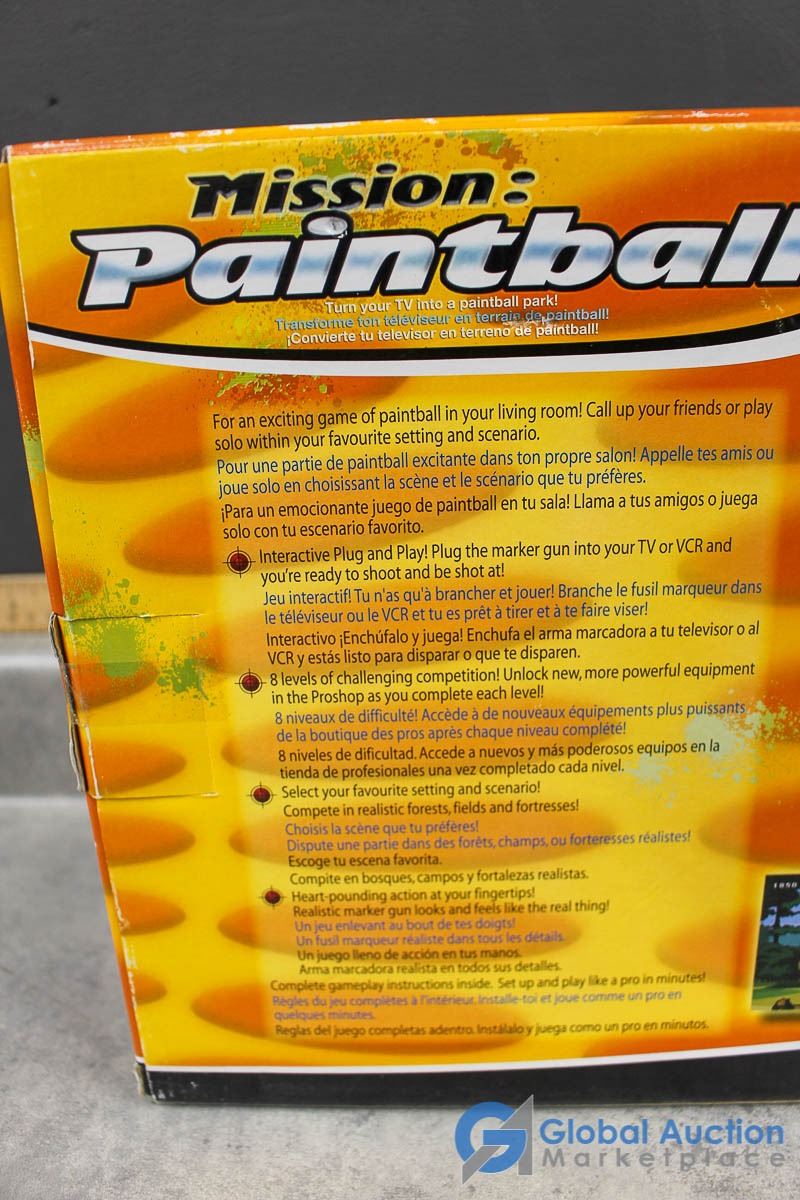 Mission:
Paintball
Turn your TV into a paintball park!
Transforme ton téléviseur en terrain de paintball!
¡Convierte tu televisor en terreno de paintball!
For an exciting game of paintball in your living room! Call up your friends or play
solo within your favourite setting and scenario.
Pour une partie de paintball excitante dans ton propre salon! Appelle tes amis ou
joue solo en choisissant la scène et le scénario que tu préfères.
¡Para un emocionante juego de paintball en tu sala! Llama a tus amigos o juega
solo con tu escenario favorito.
Interactive Plug and Play! Plug the marker gun into your TV or VCR and
you're ready to shoot and be shot at!
Jeu interactif! Tu n'as qu'à brancher et jouer! Branche le fusil marqueur dans
le téléviseur ou le VCR et tu es prêt à tirer et à te faire viser!
Interactivo ¡Enchúfalo y juega! Enchufa el arma marcadora a tu televisor o al
VCR y estás listo para disparar o que te disparen.
8 levels of challenging competition! Unlock new, more powerful equipment
in the Proshop as you complete each level!
8 niveaux de difficulté! Accède à de nouveaux équipements plus puissants
de la boutique des pros après chaque niveau complété!
8 niveles de dificultad. Accede a nuevos y más poderosos equipos en la
tienda de profesionales una vez completado cada nivel.
Select your favourite setting and scenario!
Compete in realistic forests, fields and fortresses!
Choisis la scène que tu préfères!
Dispute une partie dans des forêts, champs, ou forteresses réalistes!
Escoge tu escena favorita.
Compite en bosques, campos y fortalezas realistas.
Heart-pounding action at your fingertips!
Realistic marker gun looks and feels like the real thing!
Un jeu enlevant au bout de tes doigts!
Un fusil marqueur réaliste dans tous les détails.
Un juego lleno de acción en tus manos.
Arma marcadora realista en todos sus detalles.
Complete gameplay instructions inside. Set up and play like a pro in minutes!
Règles du jeu complètes à l'intérieur. Installe-toi et joue comme un pro en
quelques minutes.
Reglas del juego completas adentro. Instálalo y juega como un pro en minutos.
1050
Global Auction
Marketplace